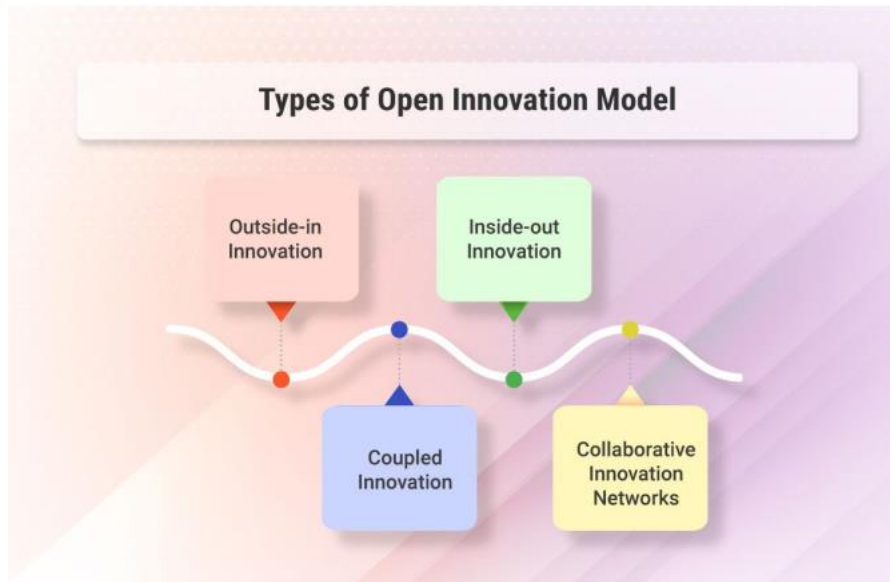 Types of Open Innovation Model
Outside-in
Innovation
Inside-out
Innovation
Coupled
Innovation
Collaborative
Innovation
Networks